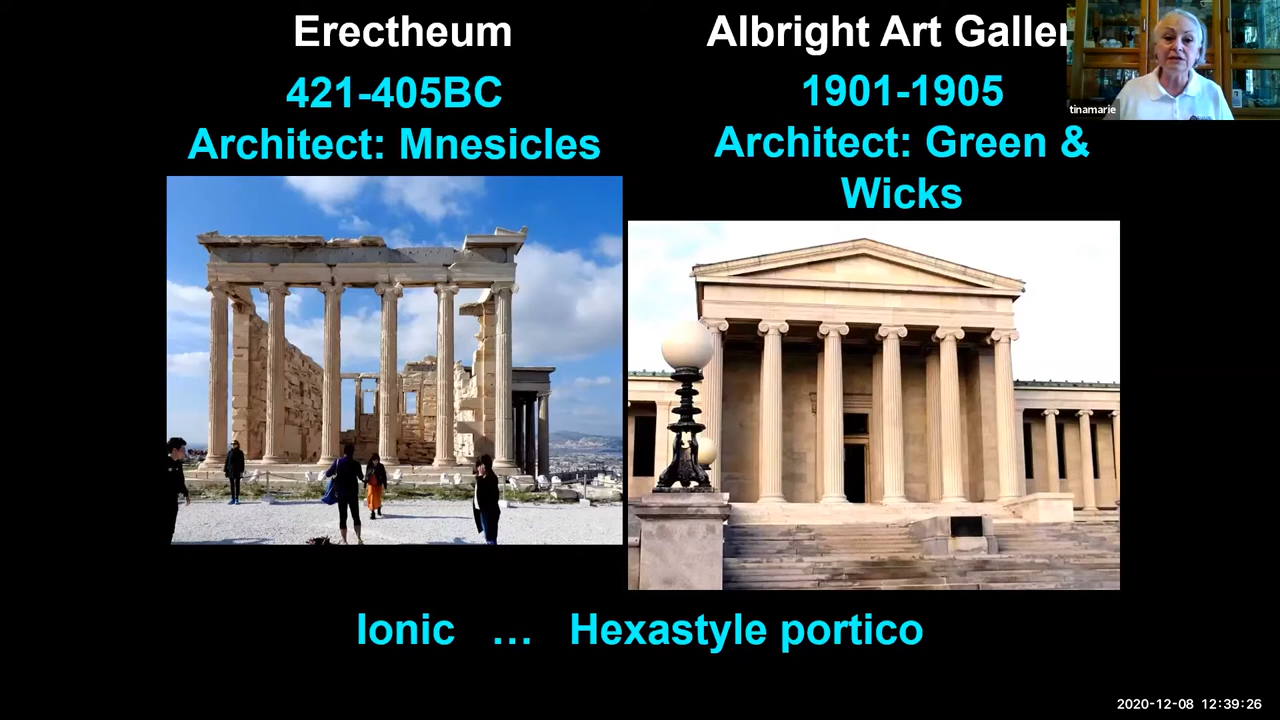 Erectheum
421-405BC
Architect: Mnesicles
Albright Art Galler
1901-1905
Architect: Green &
Wicks
tinamarie
Ionic ... Hexastyle portico
2020-12-08 12:39:26